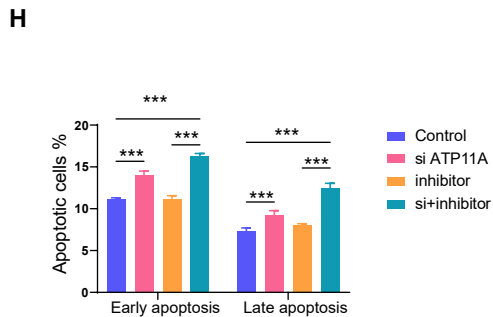 H
***
***
***
***
***
***
Apoptotic cells %
20
15
10
5
0
Early apoptosis
Late apoptosis
Control
si ATP11A
inhibitor
si+inhibitor